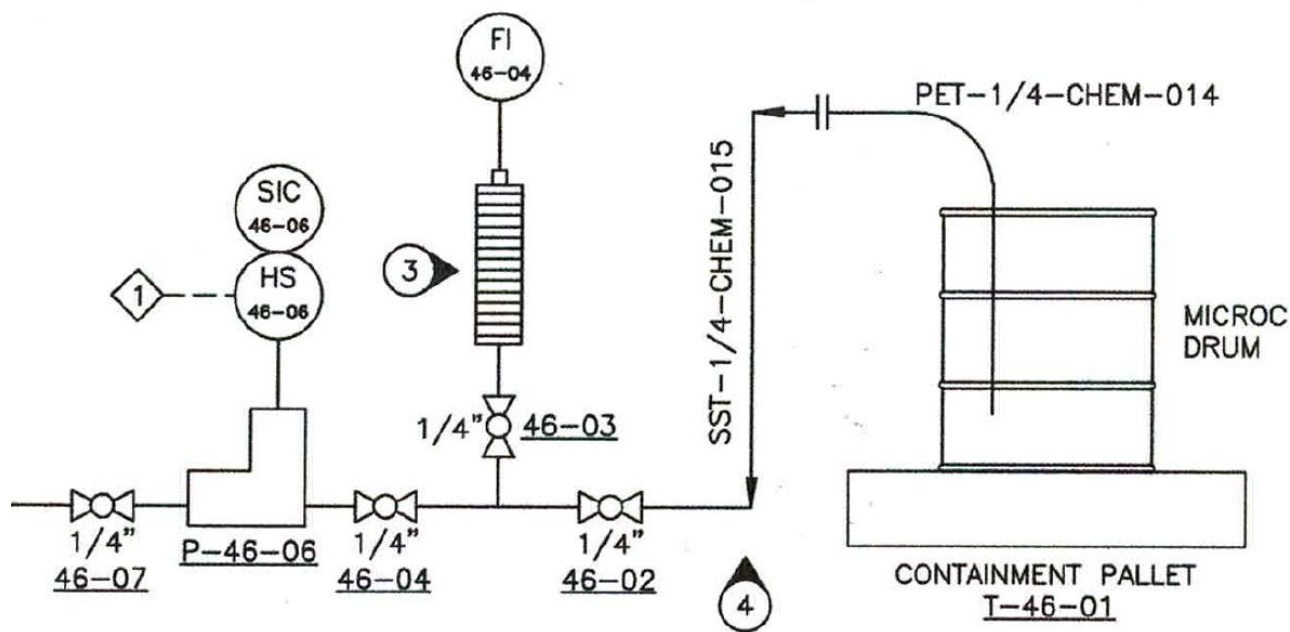 FI
46-04
PET-1/4-CHEM-014
SST-1/4-CHEM-015
SIC
46-06
HS
46-06
1
3
MICROC
DRUM
1/4"
46-03
1/4"
46-07
P-46-06
1/4"
46-04
1/4"
46-02
4
CONTAINMENT PALLET
T-46-01